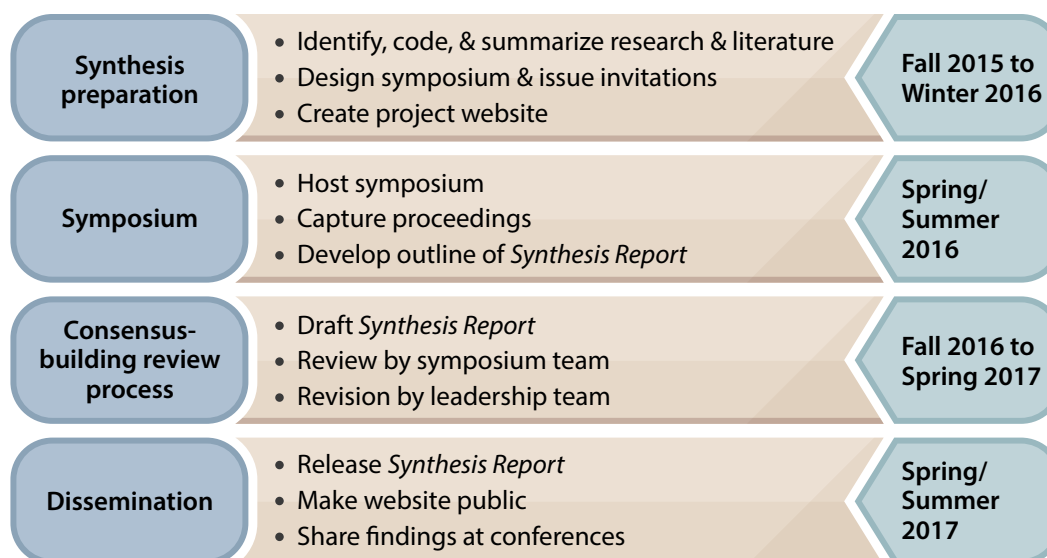 Synthesis
preparation
• Identify, code, & summarize research & literature
• Design symposium & issue invitations
• Create project website
Fall 2015 to
Winter 2016
Symposium
• Host symposium
• Capture proceedings
• Develop outline of Synthesis Report
Spring/
Summer
2016
Consensus-
building review
process
• Draft Synthesis Report
• Review by symposium team
• Revision by leadership team
Fall 2016 to
Spring 2017
Dissemination
• Release Synthesis Report
• Make website public
• Share findings at conferences
Spring/
Summer
2017